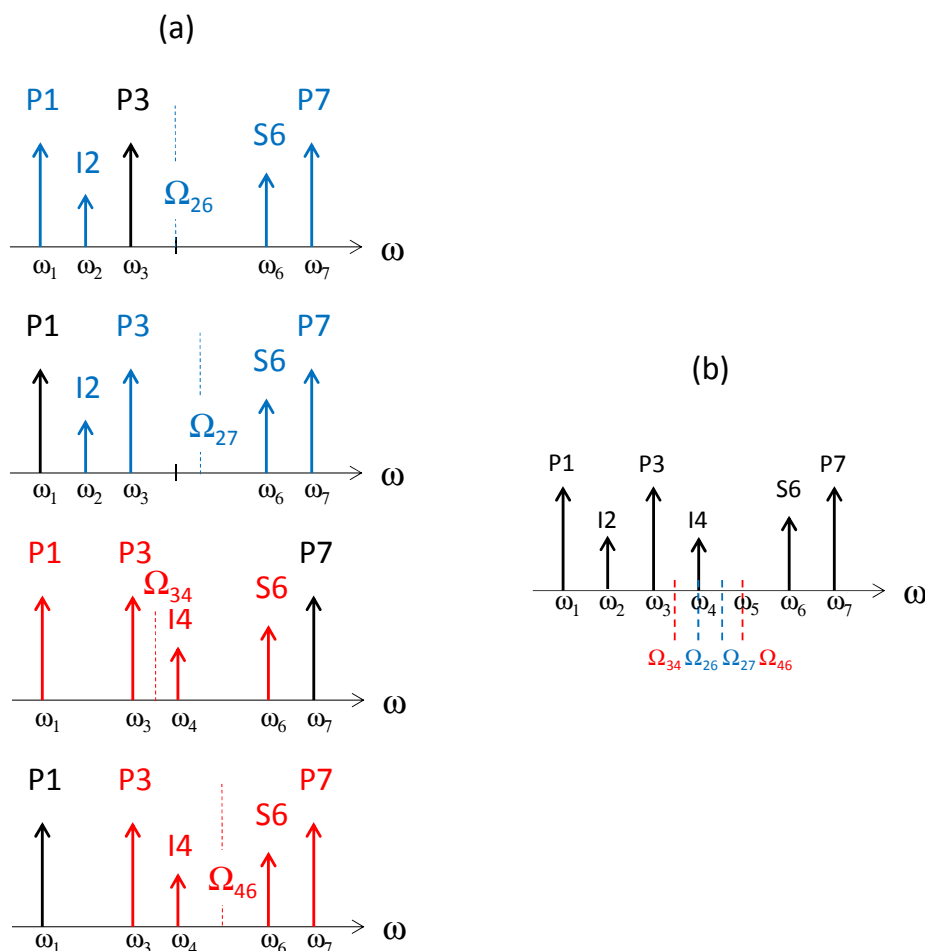 (a)
P1 P3 P7
I2 S6
Ω26
ω1 ω2 ω3 ω6 ω7 ω
P1 P3 P7
I2 S6
Ω27
ω1 ω2 ω3 ω6 ω7 ω
P1 P3 P7
Ω34
I4 S6
ω1 ω3 ω4 ω6 ω7 ω
P1 P3 P7
I4 S6
Ω46
ω1 ω3 ω4 ω6 ω7 ω
(b)
P1 P3 P7
I2 I4 S6
ω1 ω2 ω3 ω4 ω5 ω6 ω7 ω
Ω34 Ω26 Ω27 Ω46